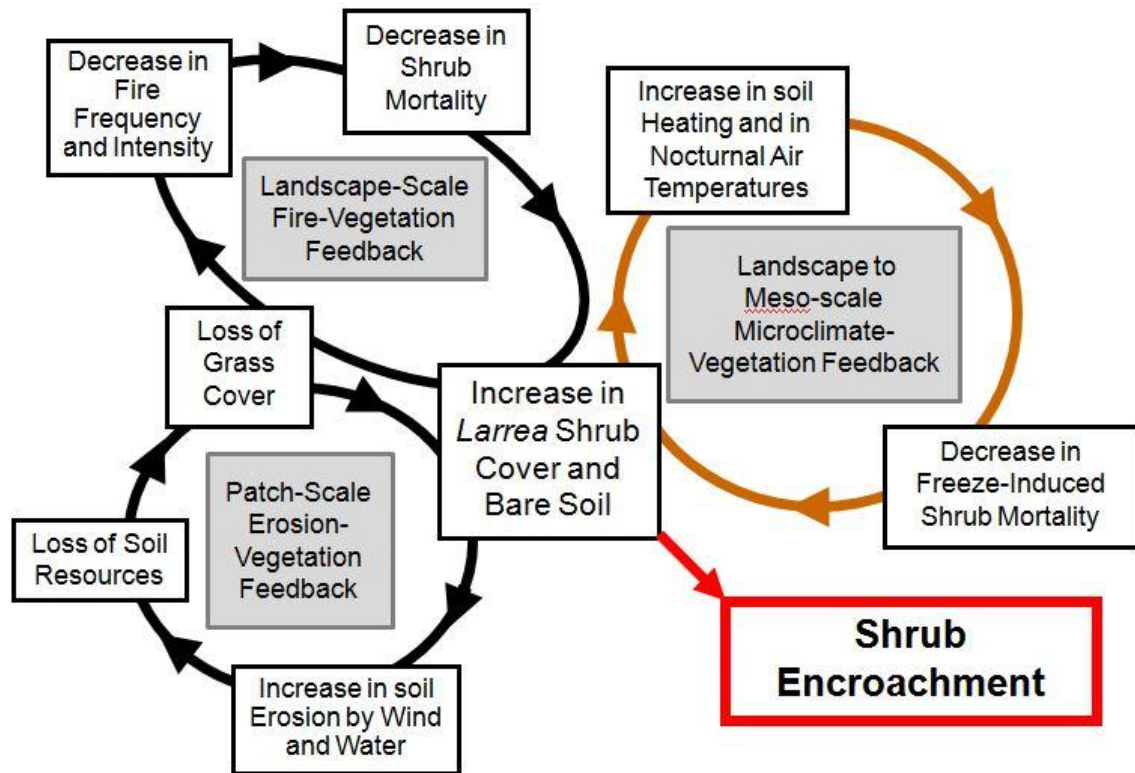 Decrease in
Fire
Frequency
and Intensity
Decrease in
Shrub
Mortality
Landscape-Scale
Fire-Vegetation
Feedback
Increase in soil
Heating and in
Nocturnal Air
Temperatures
Landscape to
Meso-scale
Microclimate-
Vegetation Feedback
Loss of
Grass
Cover
Increase in
Larrea Shrub
Cover and
Bare Soil
Decrease in
Freeze-Induced
Shrub Mortality
Patch-Scale
Erosion-
Vegetation
Feedback
Loss of Soil
Resources
Increase in soil
Erosion by Wind
and Water
Shrub
Encroachment